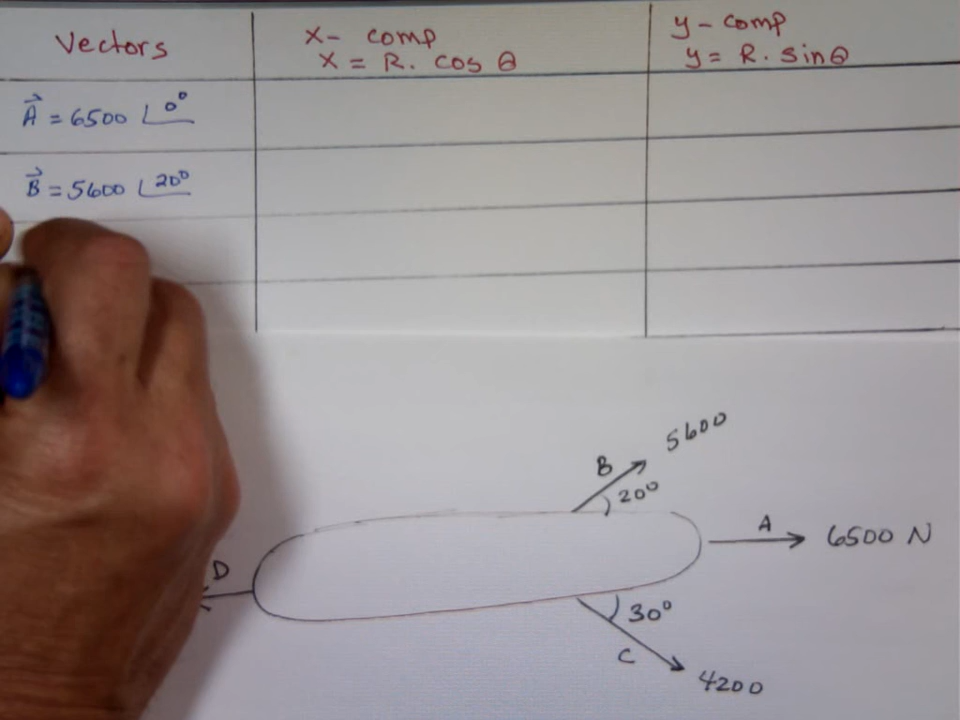 Vectors
x - comp
x = R. cos θ
y - comp
y = R. sin θ
A⃗ = 6500 ∠0°
B⃗ = 5600 ∠20°
B
5600
20°
A
6500 N
D
30°
C
4200